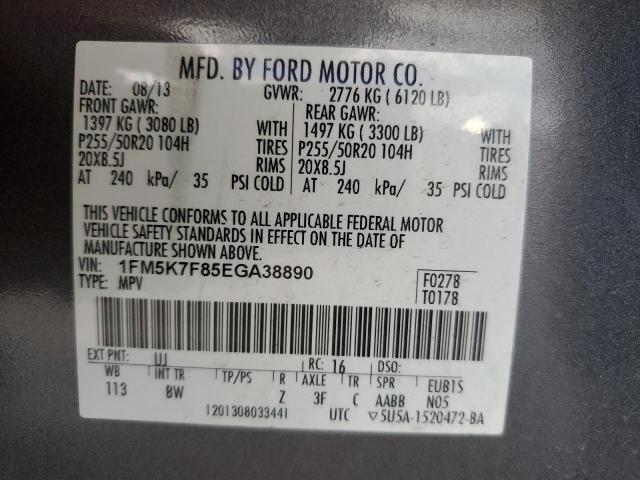 MFD. BY FORD MOTOR CO.
DATE: 08/13 GVWR: 2776 KG ( 6120 LB)
FRONT GAWR: REAR GAWR:
1397 KG ( 3080 LB) WITH 1497 KG ( 3300 LB) WITH
P255/50R20 104H TIRES P255/50R20 104H TIRES
20X8.5J RIMS 20X8.5J RIMS
AT 240 kPa/ 35 PSI COLD AT 240 kPa/ 35 PSI COLD
THIS VEHICLE CONFORMS TO ALL APPLICABLE FEDERAL MOTOR
VEHICLE SAFETY STANDARDS IN EFFECT ON THE DATE OF
MANUFACTURE SHOWN ABOVE.
VIN: 1FM5K7F85EGA38890 F0278
TYPE: MPV T0178
EXT PNT: UJ RC: 16 DSO:
WB INT TR TP/PS R AXLE TR SPR EUB1S
113 BW Z 3F C AABB N05
1201308033441 UTC ▽5U5A-1520472-BA